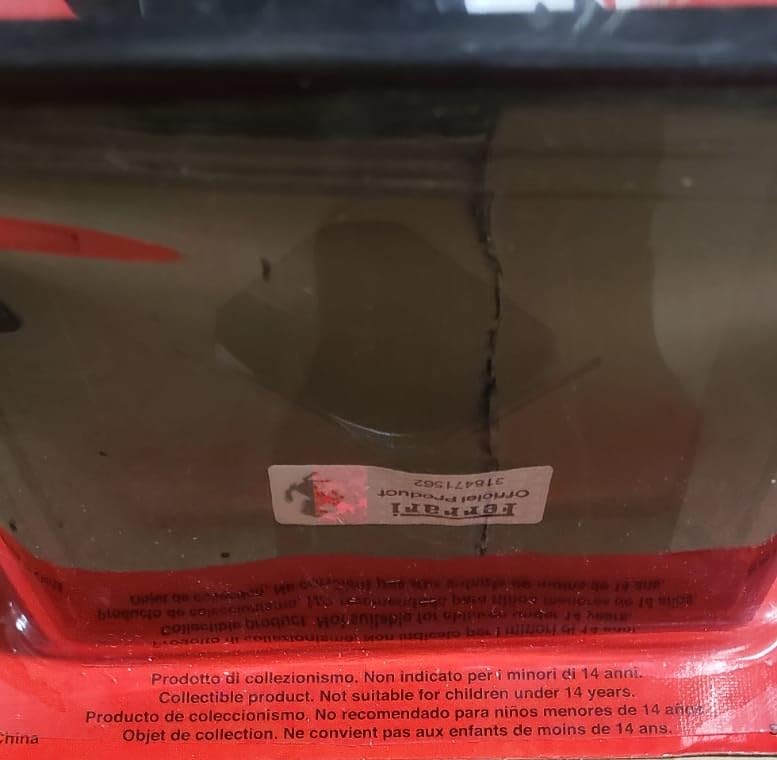 318471562
Official Product
Ferrari
Prodotto di collezionismo. Non indicato per i minori di 14 anni.
Collectible product. Not suitable for children under 14 years.
Producto de coleccionismo. No recomendado para niños menores de 14 años.
China
Objet de collection. Ne convient pas aux enfants de moins de 14 ans.